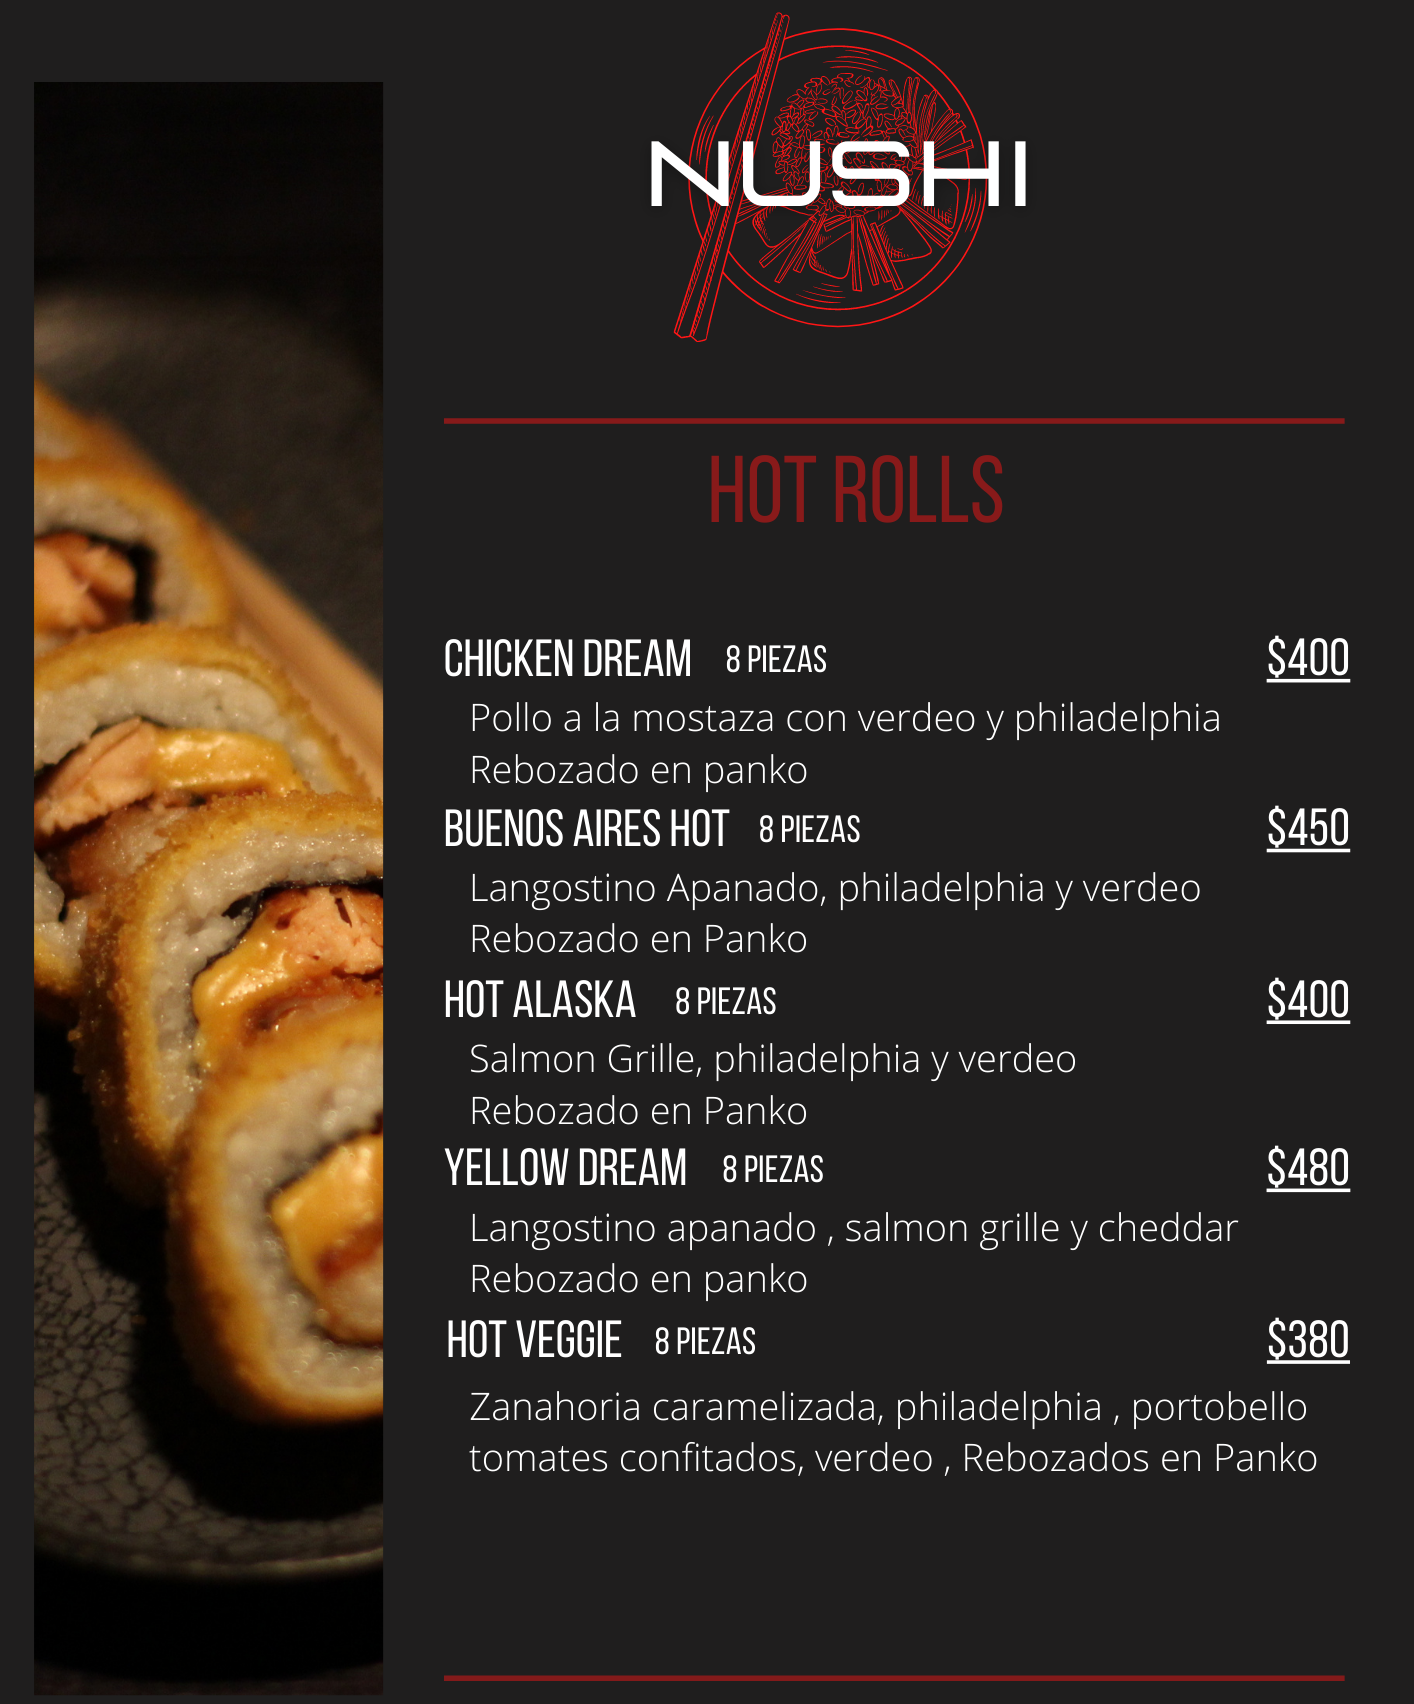 NUSHI
HOT ROLLS
CHICKEN DREAM 8 PIEZAS $400
Pollo a la mostaza con verdeo y philadelphia
Rebozado en panko
BUENOS AIRES HOT 8 PIEZAS $450
Langostino Apanado, philadelphia y verdeo
Rebozado en Panko
HOT ALASKA 8 PIEZAS $400
Salmon Grille, philadelphia y verdeo
Rebozado en Panko
YELLOW DREAM 8 PIEZAS $480
Langostino apanado , salmon grille y cheddar
Rebozado en panko
HOT VEGGIE 8 PIEZAS $380
Zanahoria caramelizada, philadelphia , portobello
tomates confitados, verdeo , Rebozados en Panko